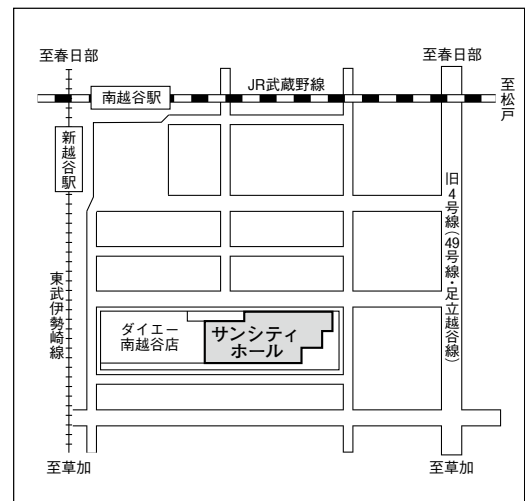 至春日部
至春日部
JR武蔵野線
南越谷駅
至松戸
新越谷駅
旧4号線(49号線・足立越谷線)
東武伊勢崎線
ダイエー
南越谷店
サンシティ
ホール
至草加
至草加